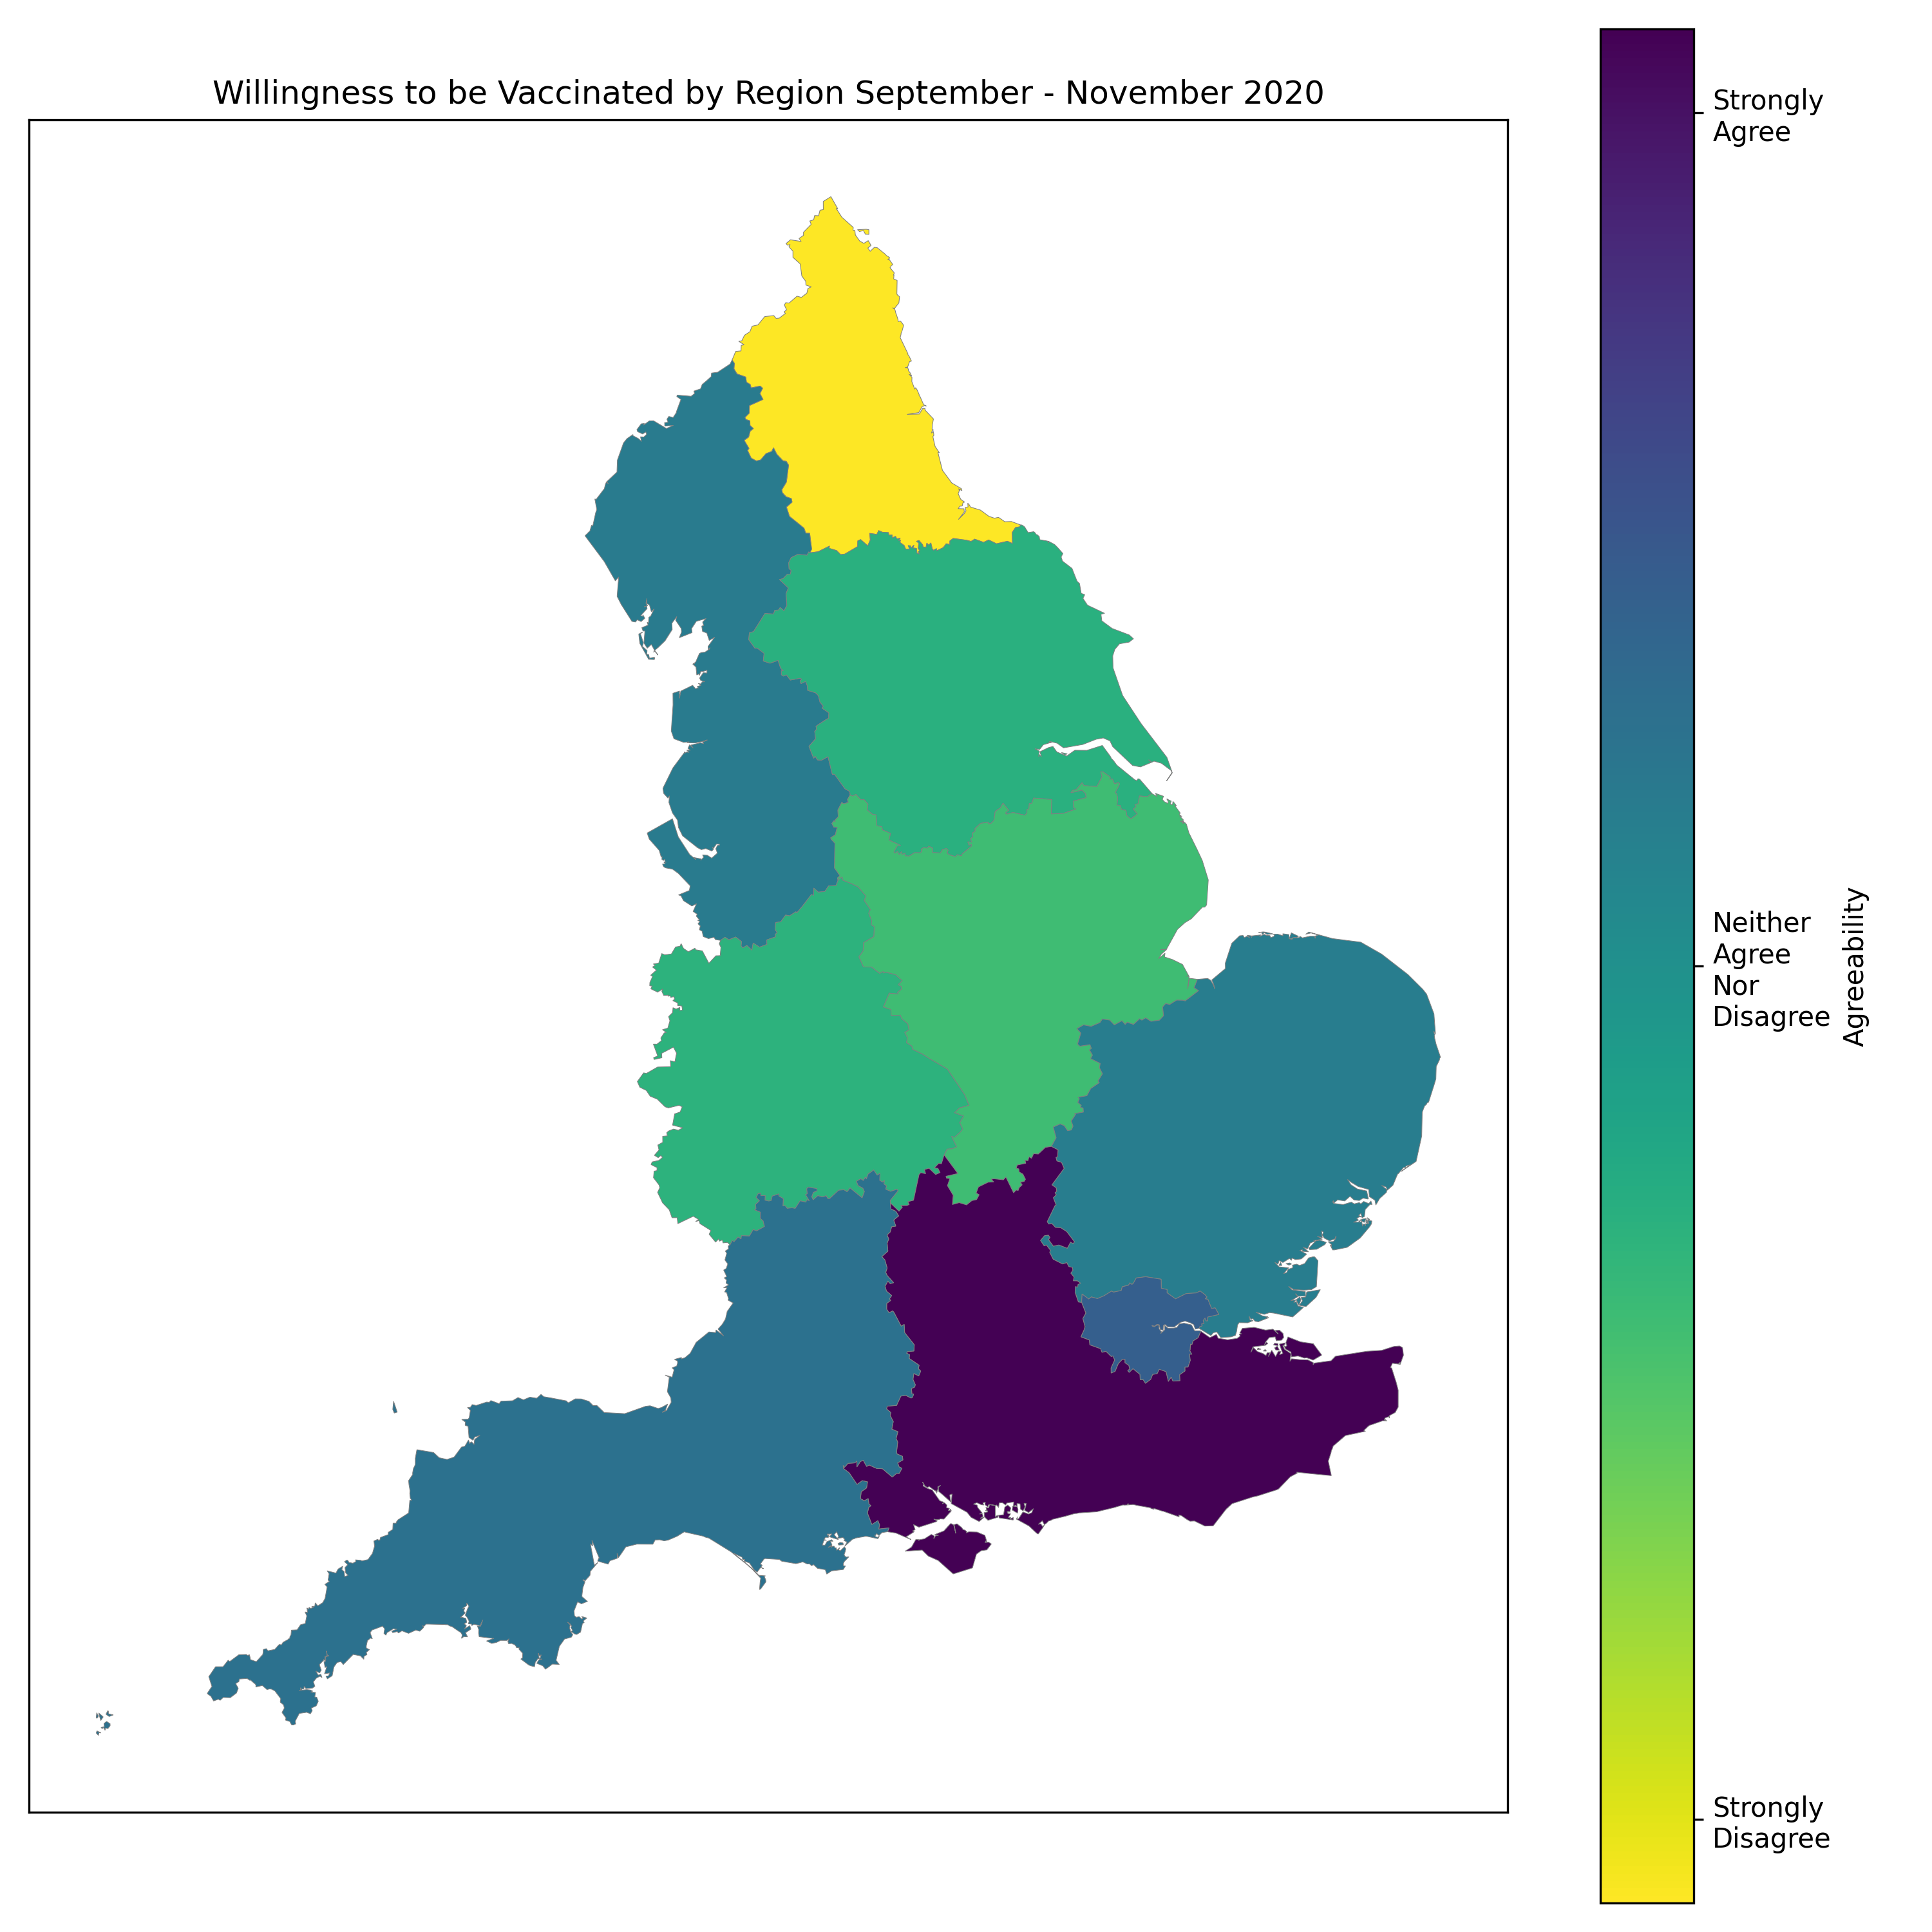 Willingness to be Vaccinated by Region September - November 2020
Strongly
Agree
Neither
Agree
Nor
Disagree
Agreeability
Strongly
Disagree